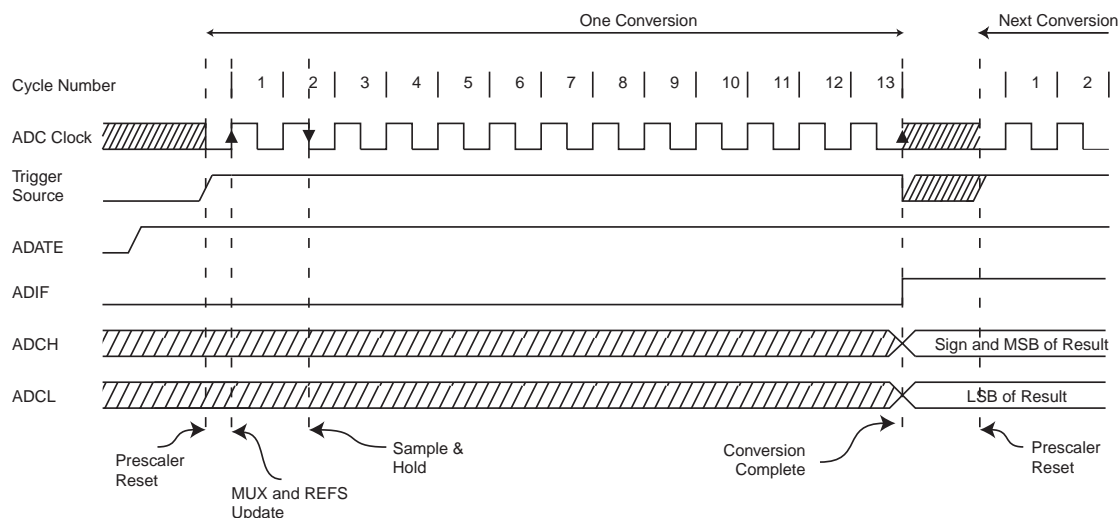 One Conversion
Next Conversion
Cycle Number
1 2 3 4 5 6 7 8 9 10 11 12 13 1 2
ADC Clock
Trigger
Source
ADATE
ADIF
ADCH
Sign and MSB of Result
ADCL
LSB of Result
Prescaler
Reset
MUX and REFS
Update
Sample &
Hold
Conversion
Complete
Prescaler
Reset